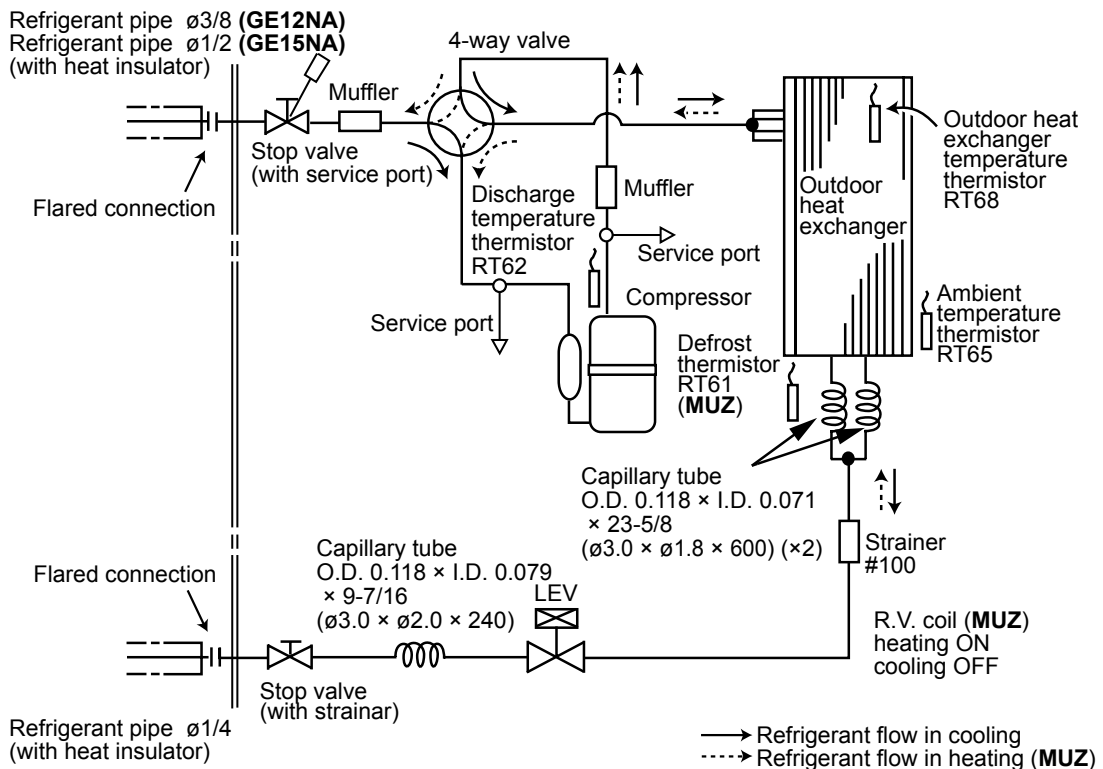 Refrigerant pipe ø3/8 (GE12NA)
Refrigerant pipe ø1/2 (GE15NA)
(with heat insulator)
4-way valve
Muffler
Stop valve
(with service port)
Flared connection
Discharge
temperature
thermistor
RT62
Muffler
Service port
Outdoor
heat
exchanger
Outdoor heat
exchanger
temperature
thermistor
RT68
Service port
Compressor
Defrost
thermistor
RT61
(MUZ)
Ambient
temperature
thermistor
RT65
Capillary tube
O.D. 0.118 × I.D. 0.071
× 23-5/8
(ø3.0 × ø1.8 × 600) (×2)
Strainer
#100
Flared connection
Capillary tube
O.D. 0.118 × I.D. 0.079
× 9-7/16
(ø3.0 × ø2.0 × 240)
LEV
R.V. coil (MUZ)
heating ON
cooling OFF
Stop valve
(with strainar)
Refrigerant pipe ø1/4
(with heat insulator)
Refrigerant flow in cooling
Refrigerant flow in heating (MUZ)